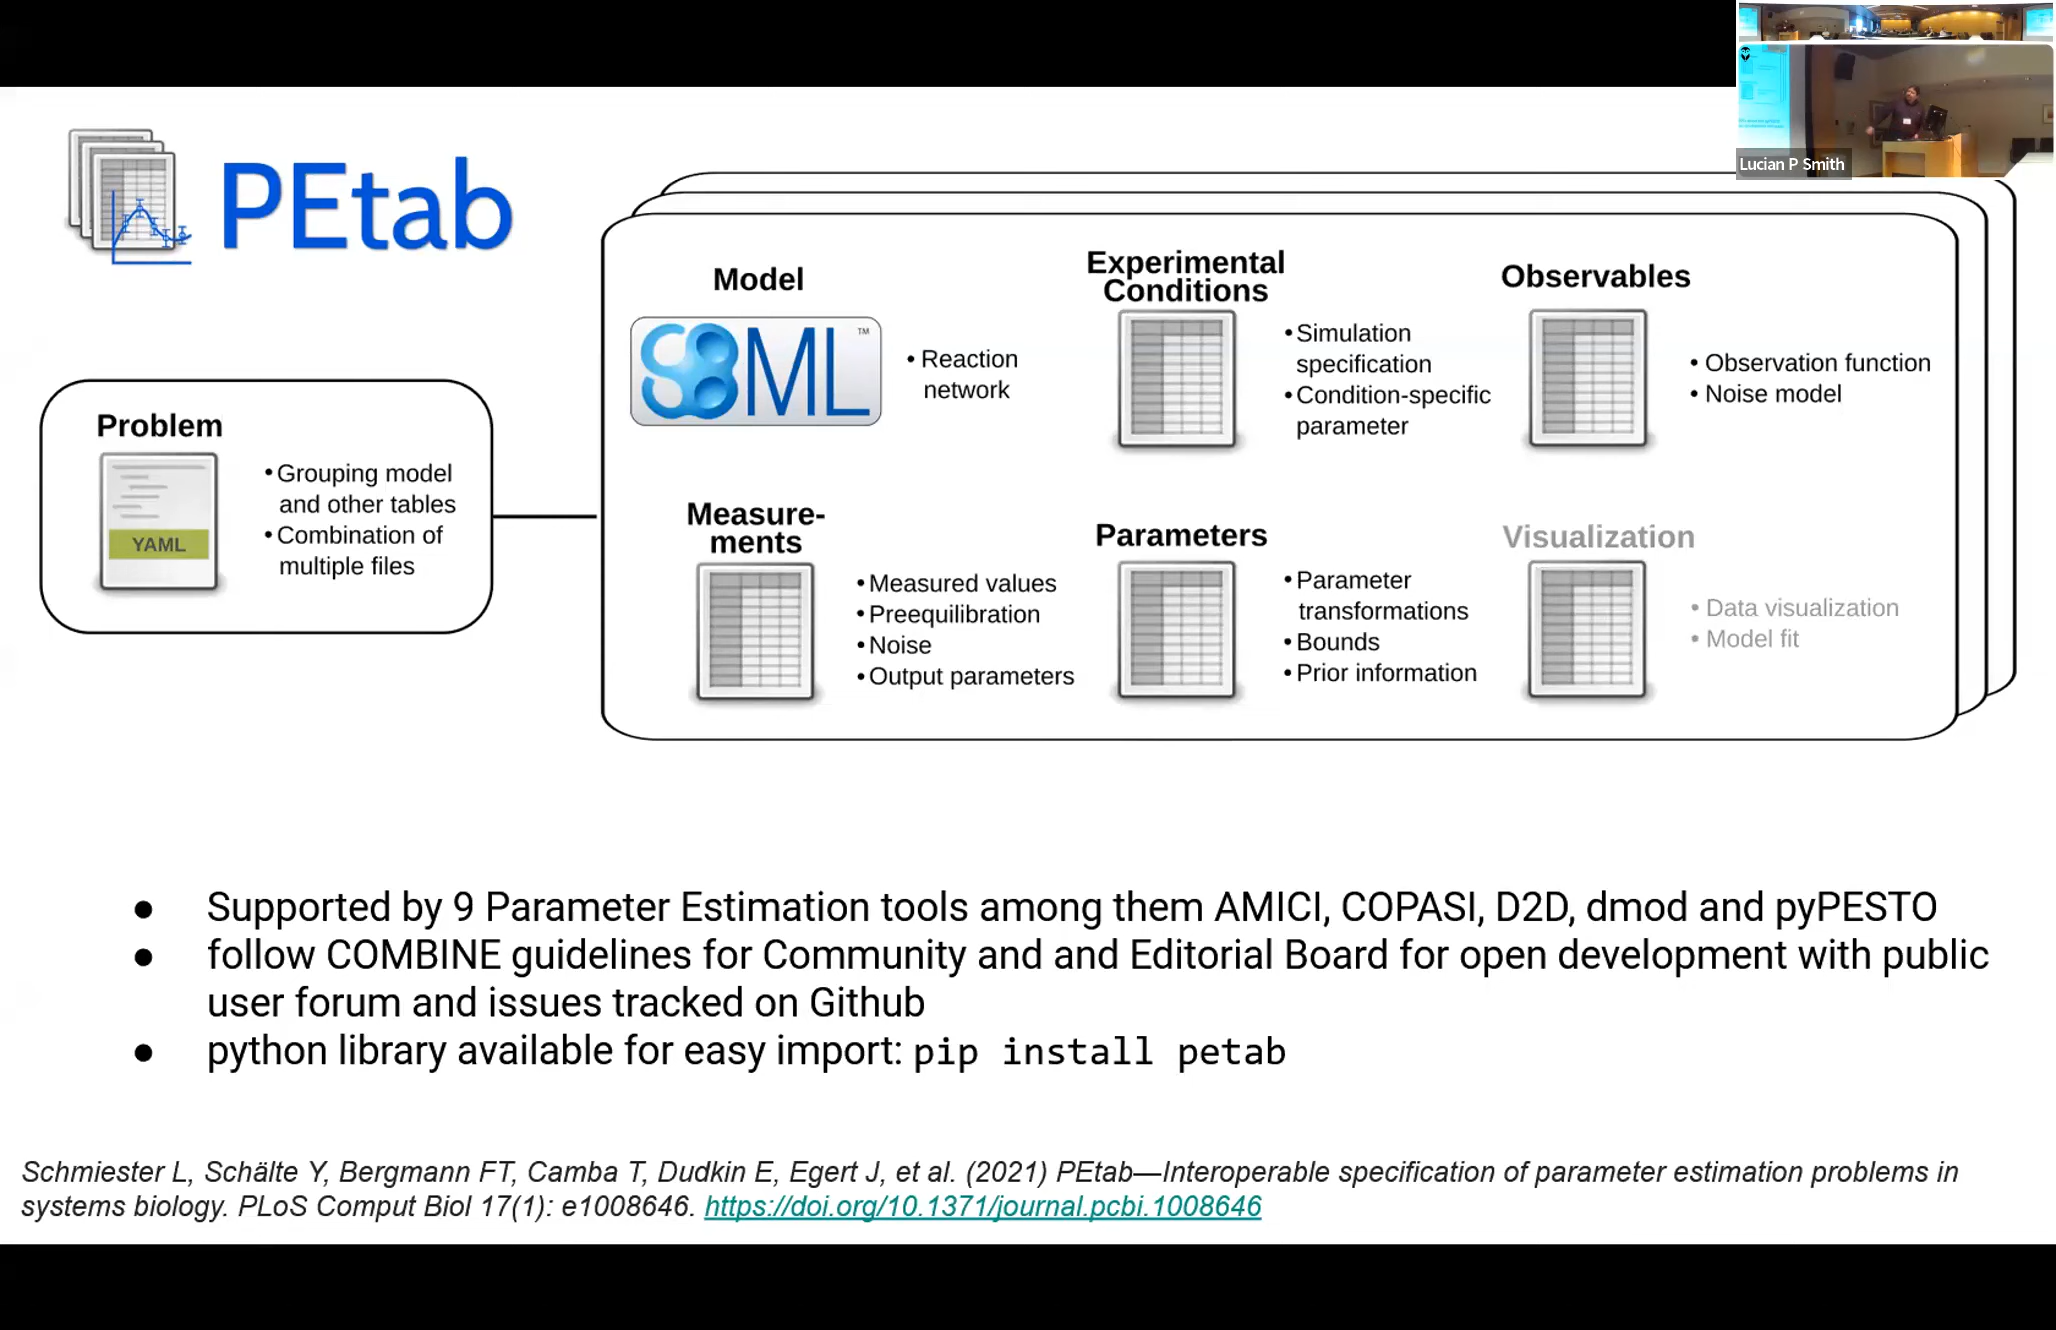 Lucian P Smith
PEtab
Problem
YAML
• Grouping model
and other tables
• Combination of
multiple files
Model
SBML™
• Reaction
network
Experimental
Conditions
• Simulation
specification
• Condition-specific
parameter
Observables
• Observation function
• Noise model
Measure-
ments
• Measured values
• Preequilibration
• Noise
• Output parameters
Parameters
• Parameter
transformations
• Bounds
• Prior information
Visualization
• Data visualization
• Model fit
● Supported by 9 Parameter Estimation tools among them AMICI, COPASI, D2D, dmod and pyPESTO
● follow COMBINE guidelines for Community and and Editorial Board for open development with public
user forum and issues tracked on Github
● python library available for easy import: pip install petab
Schmiester L, Schälte Y, Bergmann FT, Camba T, Dudkin E, Egert J, et al. (2021) PEtab—Interoperable specification of parameter estimation problems in
systems biology. PLoS Comput Biol 17(1): e1008646. https://doi.org/10.1371/journal.pcbi.1008646